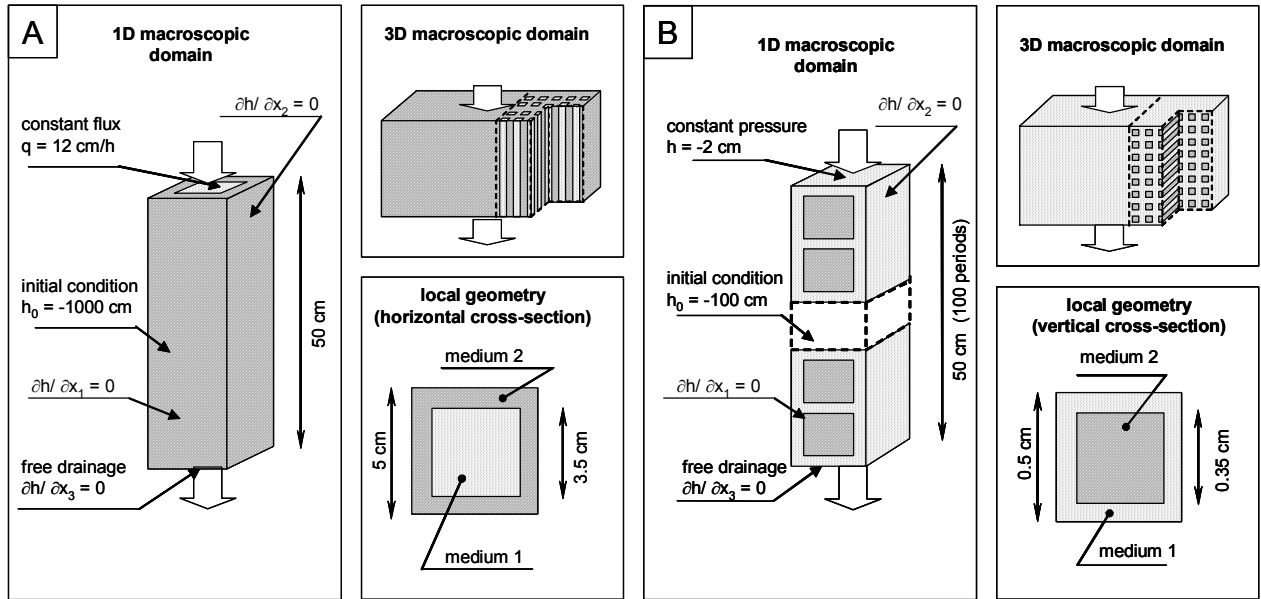 A
1D macroscopic
domain
∂h/ ∂x₂ = 0
constant flux
q = 12 cm/h
initial condition
h₀ = -1000 cm
50 cm
∂h/ ∂x₁ = 0
free drainage
∂h/ ∂x₃ = 0
3D macroscopic domain
local geometry
(horizontal cross-section)
medium 2
5 cm
3.5 cm
medium 1
B
1D macroscopic
domain
∂h/ ∂x₂ = 0
constant pressure
h = -2 cm
initial condition
h₀ = -100 cm
50 cm (100 periods)
∂h/ ∂x₁ = 0
free drainage
∂h/ ∂x₃ = 0
3D macroscopic domain
local geometry
(vertical cross-section)
medium 2
0.5 cm
0.35 cm
medium 1